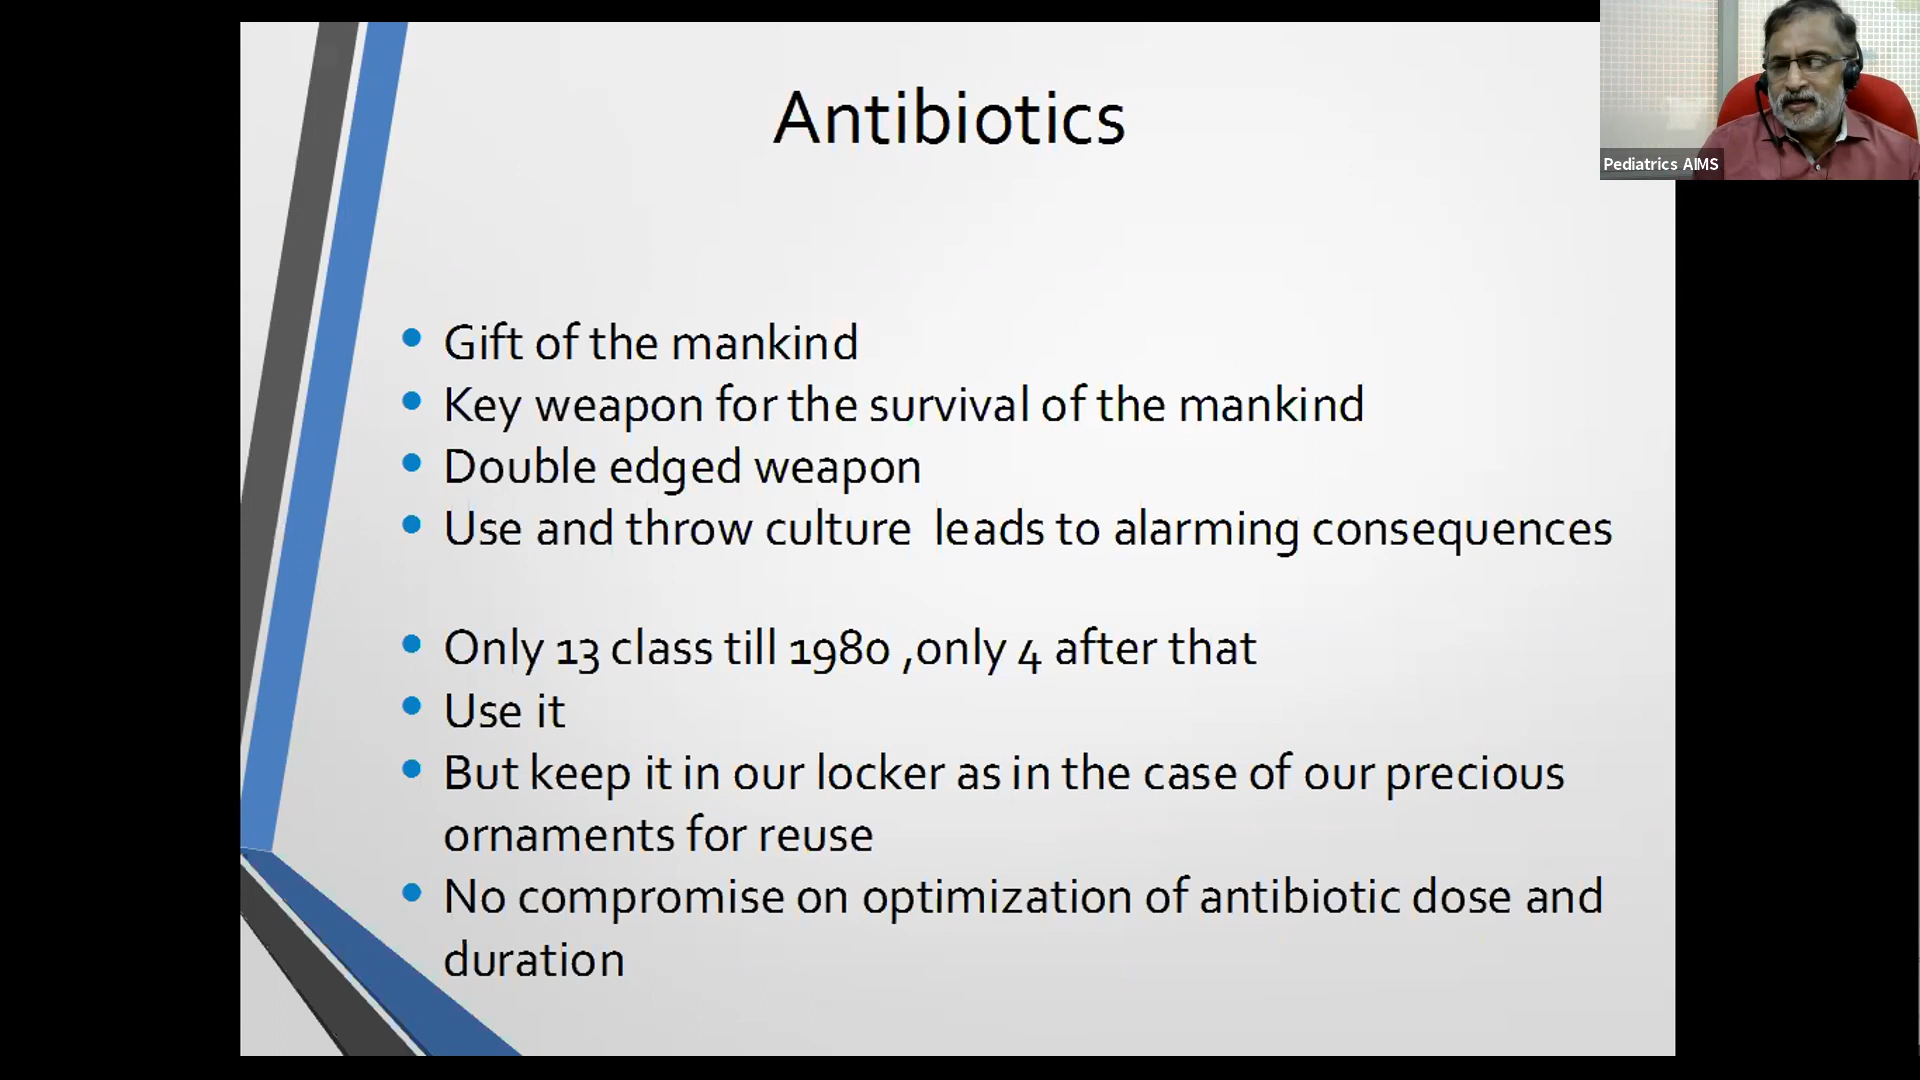 Antibiotics
Pediatrics AIMS
Gift of the mankind
Key weapon for the survival of the mankind
Double edged weapon
Use and throw culture  leads to alarming consequences
Only 13 class till 1980 ,only 4 after that
Use it
But keep it in our locker as in the case of our precious
ornaments for reuse
No compromise on optimization of antibiotic dose and
duration